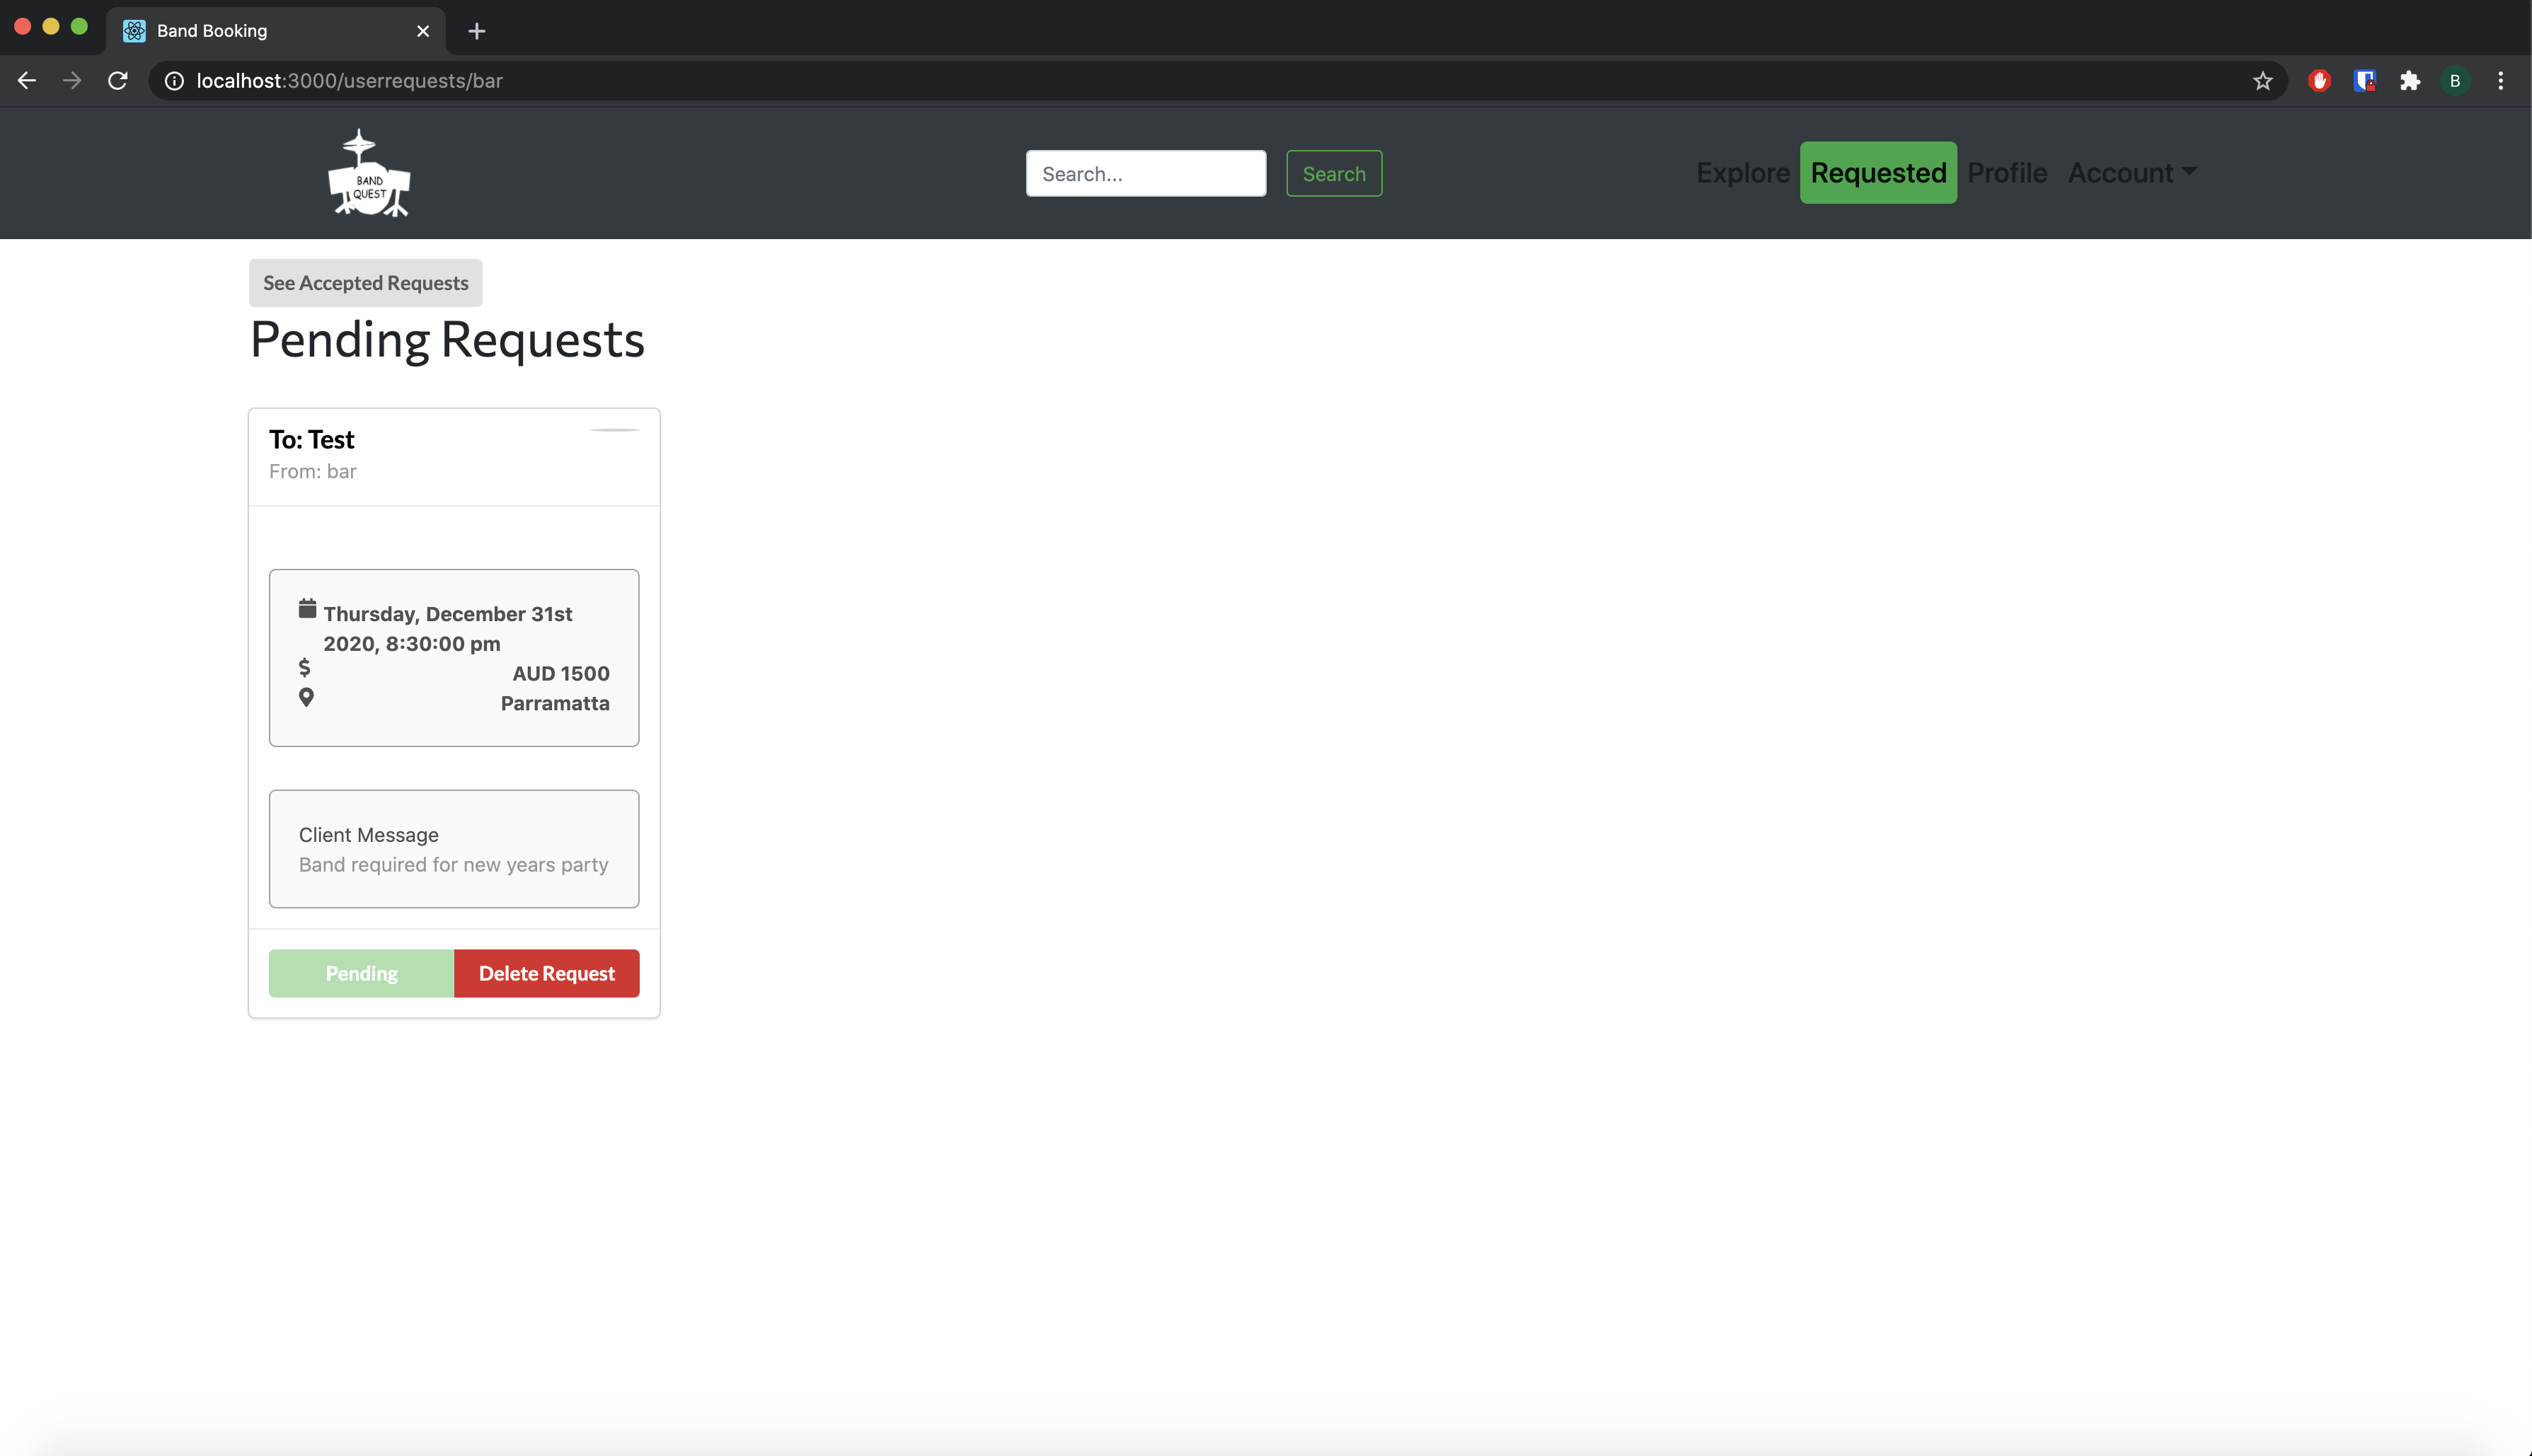 Band Booking
localhost:3000/userrequests/bar
B
BAND
QUEST
Search...
Search
Explore
Requested
Profile
Account
See Accepted Requests
Pending Requests
To: Test
From: bar
Thursday, December 31st
2020, 8:30:00 pm
$
AUD 1500
Parramatta
Client Message
Band required for new years party
Pending
Delete Request